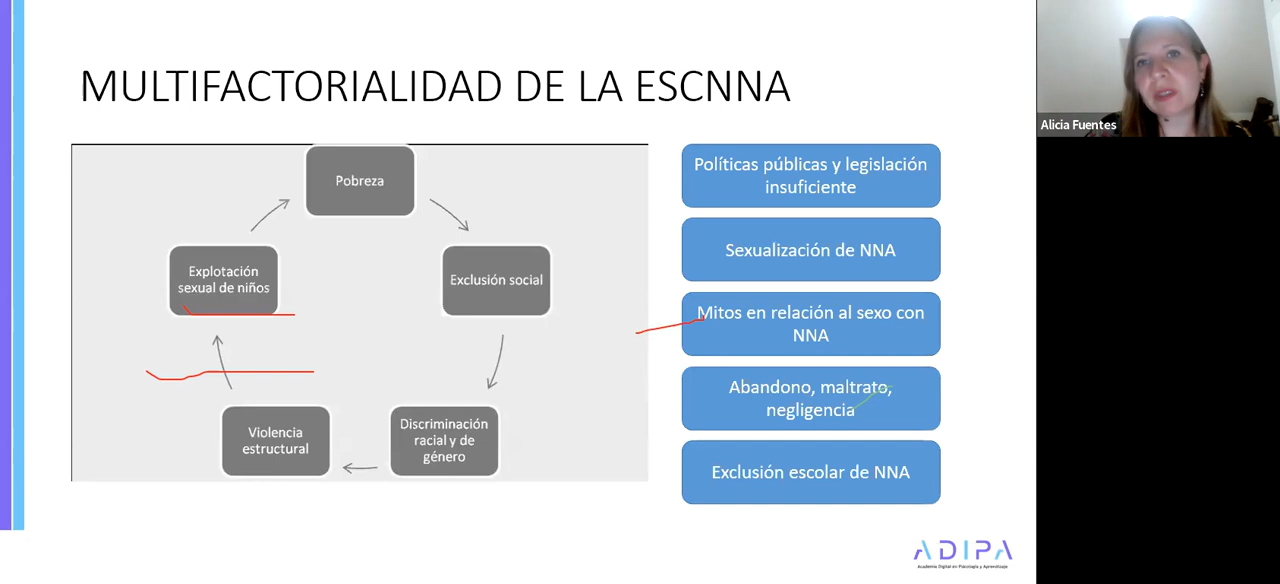 MULTIFACTORIALIDAD DE LA ESCNNA
Pobreza
Exclusión social
Discriminación
racial y de
género
Violencia
estructural
Explotación
sexual de niños
Políticas públicas y legislación
insuficiente
Sexualización de NNA
Mitos en relación al sexo con
NNA
Abandono, maltrato,
negligencia
Exclusión escolar de NNA
ADIPA
Academia Digital en Psicología y Aprendizaje
Alicia Fuentes